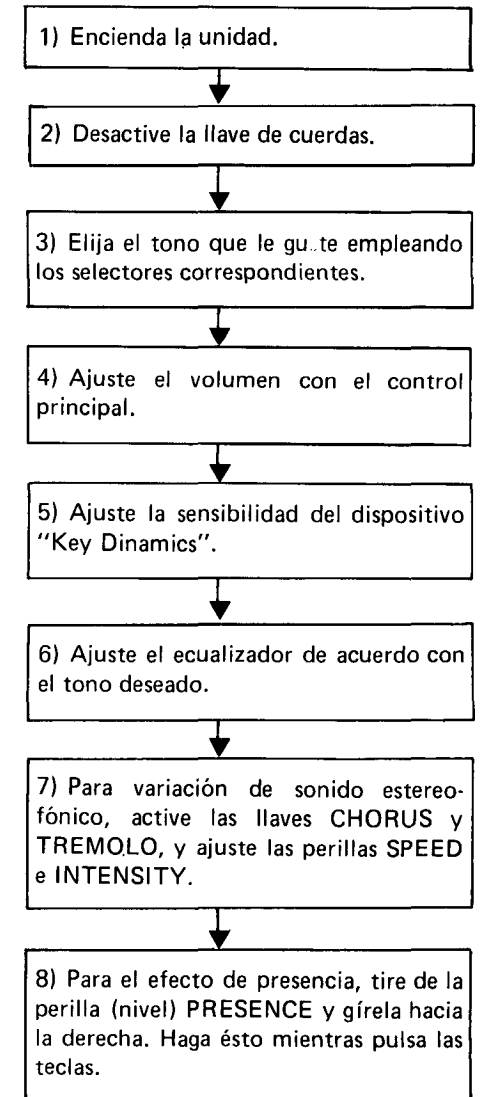 1) Encienda la unidad.
2) Desactive la llave de cuerdas.
3) Elija el tono que le gu..te empleando
los selectores correspondientes.
4) Ajuste el volumen con el control
principal.
5) Ajuste la sensibilidad del dispositivo
"Key Dinamics".
6) Ajuste el ecualizador de acuerdo con
el tono deseado.
7) Para variación de sonido estereo-
fónico, active las llaves CHORUS y
TREMOLO, y ajuste las perillas SPEED
e INTENSITY.
8) Para el efecto de presencia, tire de la
perilla (nivel) PRESENCE y gírela hacia
la derecha. Haga ésto mientras pulsa las
teclas.